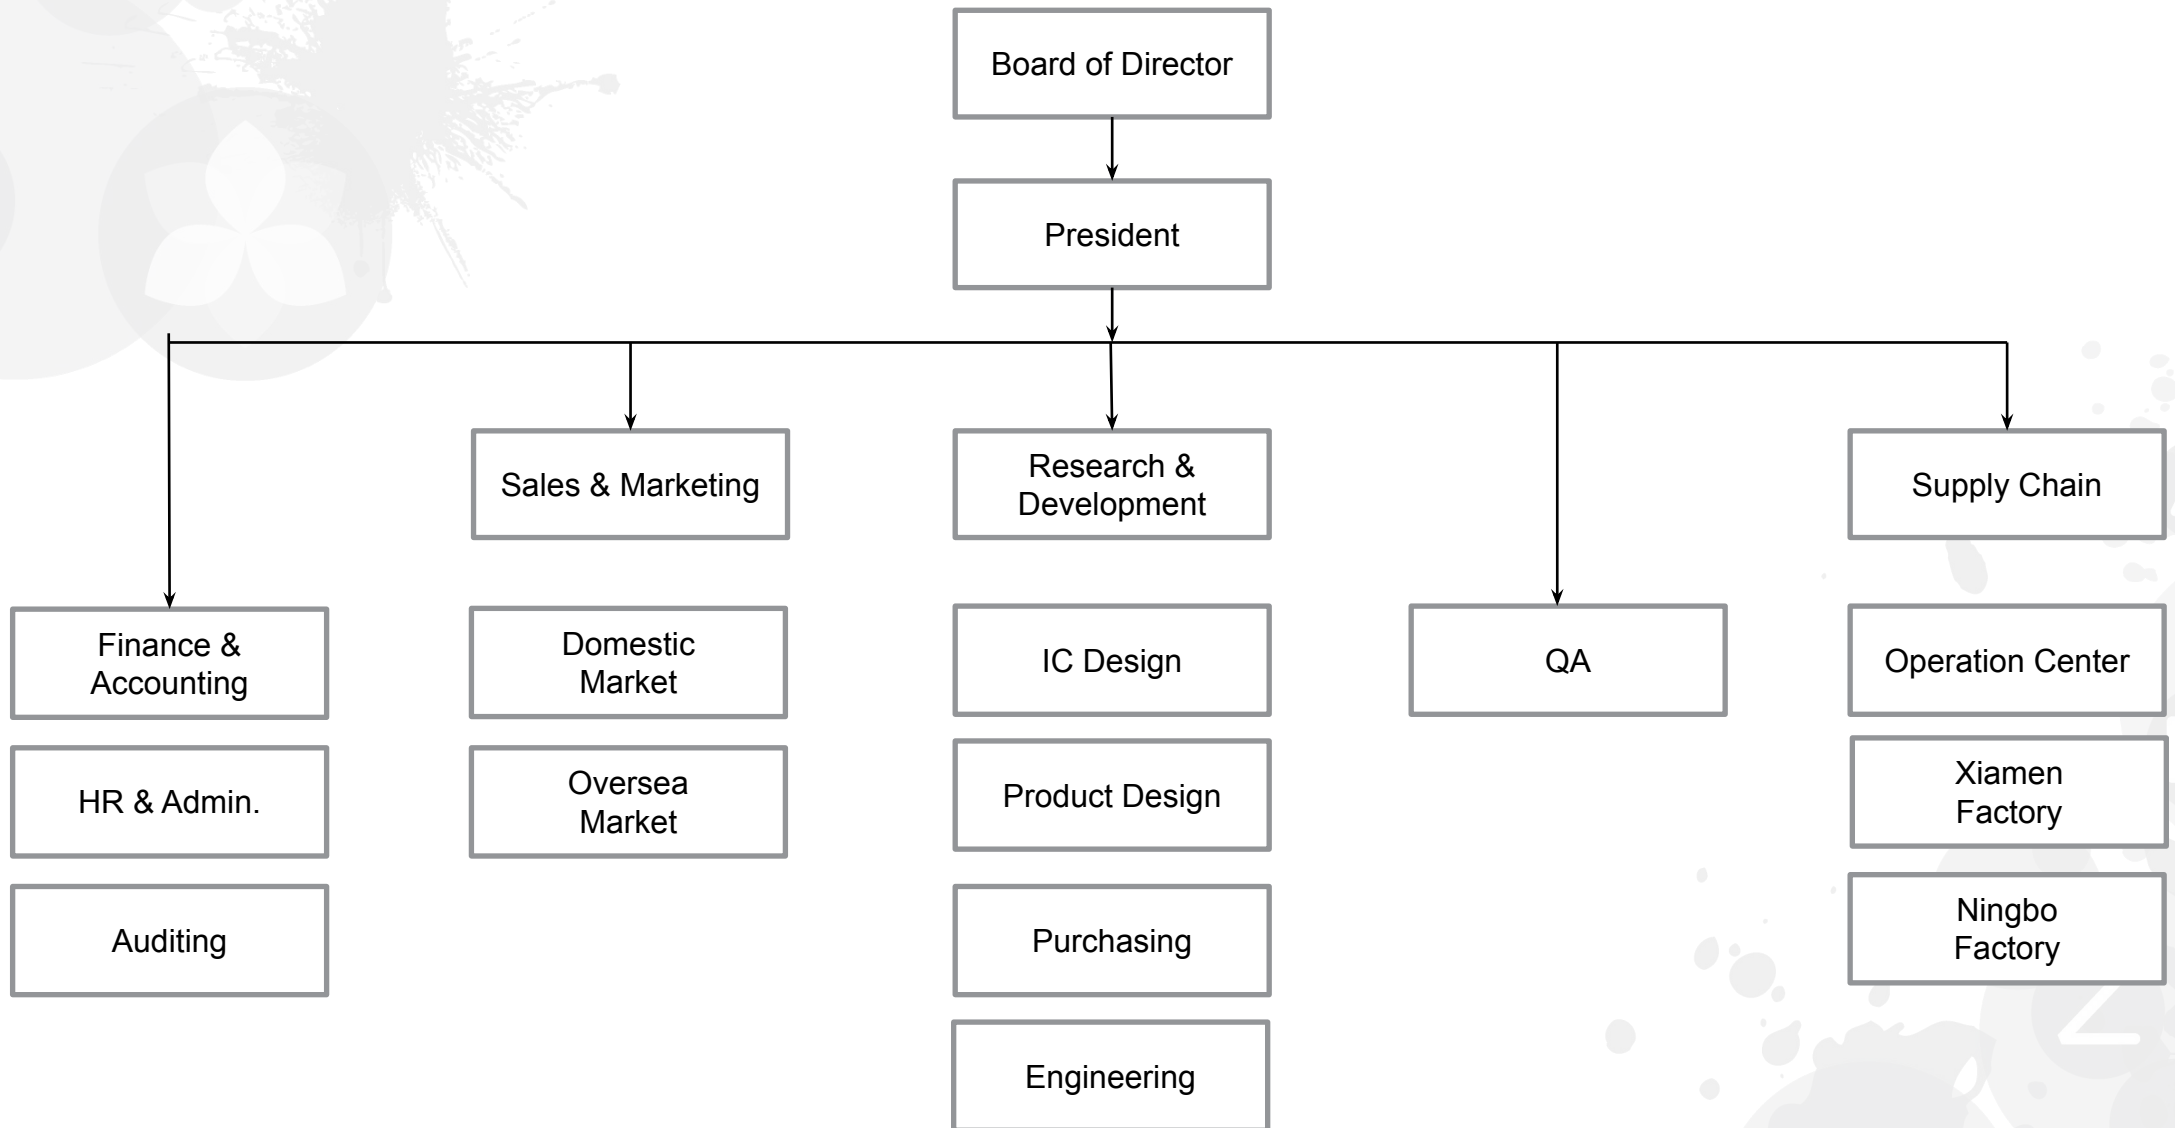 Board of Director
President
Sales & Marketing
Research &
Development
Supply Chain
Finance &
Accounting
Domestic
Market
IC Design
QA
Operation Center
HR & Admin.
Oversea
Market
Product Design
Xiamen
Factory
Auditing
Purchasing
Ningbo
Factory
Engineering